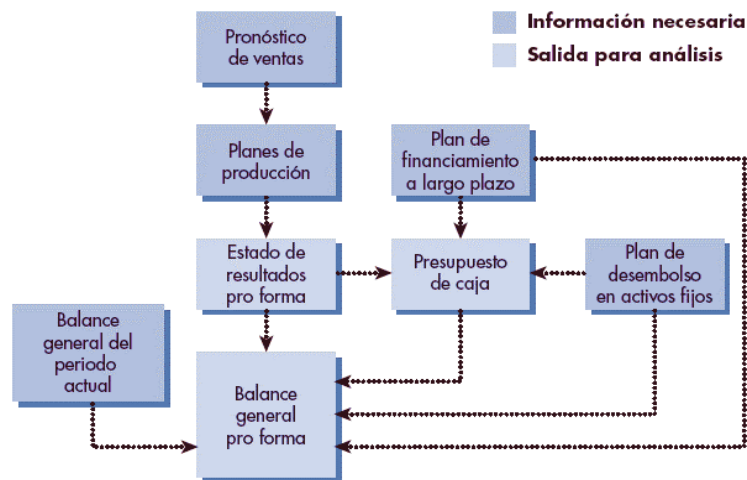 Información necesaria
Salida para análisis
Pronóstico
de ventas
Planes de
producción
Plan de
financiamiento
a largo plazo
Estado de
resultados
pro forma
Presupuesto
de caja
Plan de
desembolso
en activos fijos
Balance
general del
periodo
actual
Balance
general
pro forma